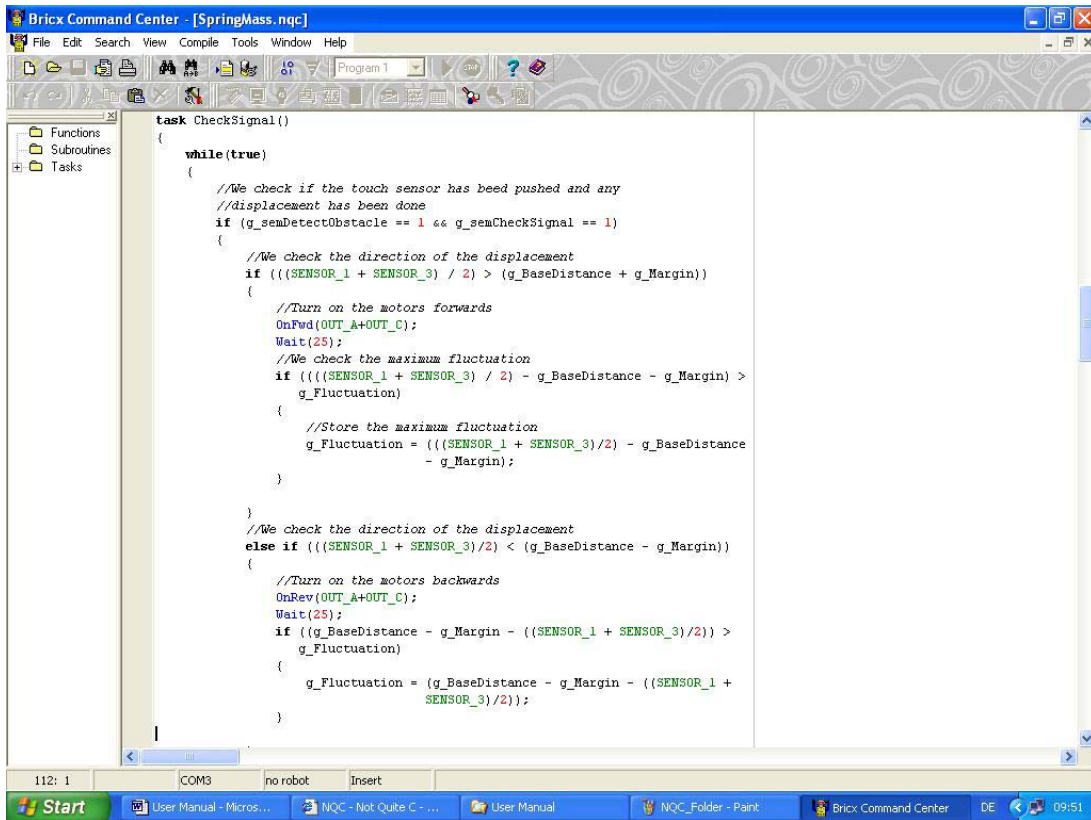 Bricx Command Center - [SpringMass.nqc]
File Edit Search View Compile Tools Window Help
Program 1
Functions
Subroutines
Tasks
task CheckSignal()
{
while(true)
{
//We check if the touch sensor has beed pushed and any
//displacement has been done
if (g_semDetectObstacle == 1 && g_semCheckSignal == 1)
{
//We check the direction of the displacement
if (((SENSOR_1 + SENSOR_3) / 2) > (g_BaseDistance + g_Margin))
{
//Turn on the motors forwards
OnFwd(OUT_A+OUT_C);
Wait(25);
//We check the maximum fluctuation
if ((((SENSOR_1 + SENSOR_3) / 2) - g_BaseDistance - g_Margin) >
g_Fluctuation)
{
//Store the maximum fluctuation
g_Fluctuation = (((SENSOR_1 + SENSOR_3)/2) - g_BaseDistance
- g_Margin);
}
}
//We check the direction of the displacement
else if (((SENSOR_1 + SENSOR_3)/2) < (g_BaseDistance - g_Margin))
{
//Turn on the motors backwards
OnRev(OUT_A+OUT_C);
Wait(25);
if ((g_BaseDistance - g_Margin - ((SENSOR_1 + SENSOR_3)/2)) >
g_Fluctuation)
{
g_Fluctuation = (g_BaseDistance - g_Margin - ((SENSOR_1 +
SENSOR_3)/2));
}
112: 1 COM3 no robot Insert
Start User Manual - Micros... NQC - Not Quite C - ... User Manual NQC_Folder - Paint Bricx Command Center DE 09:51